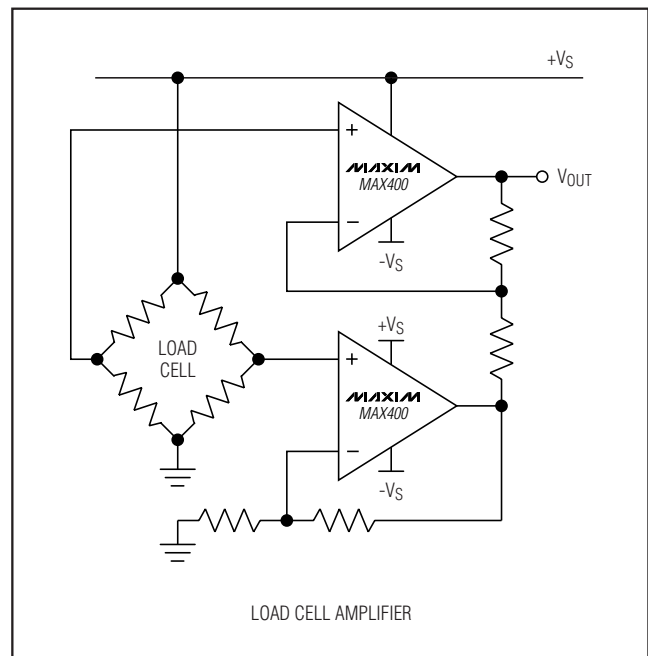 +VS
+
MAXIM
MAX400
−
-VS
VOUT
LOAD
CELL
+VS
+
MAXIM
MAX400
−
-VS
LOAD CELL AMPLIFIER